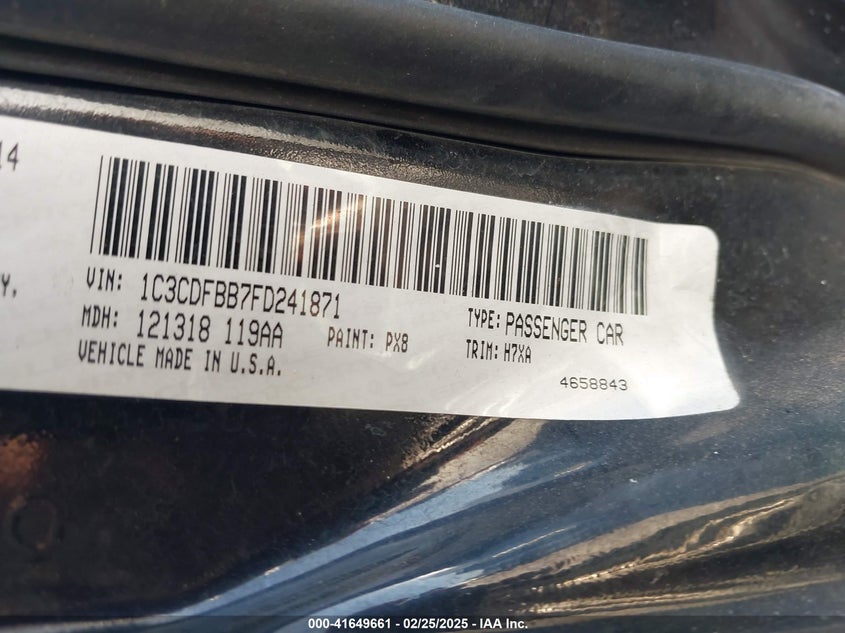 14
Y.
VIN: 1C3CDFBB7FD241871
TYPE: PASSENGER CAR
MDH: 121318 119AA
PAINT: PX8
TRIM: H7XA
VEHICLE MADE IN U.S.A.
4658843
000-41649661 / 02/25/2025 / IAA Inc.